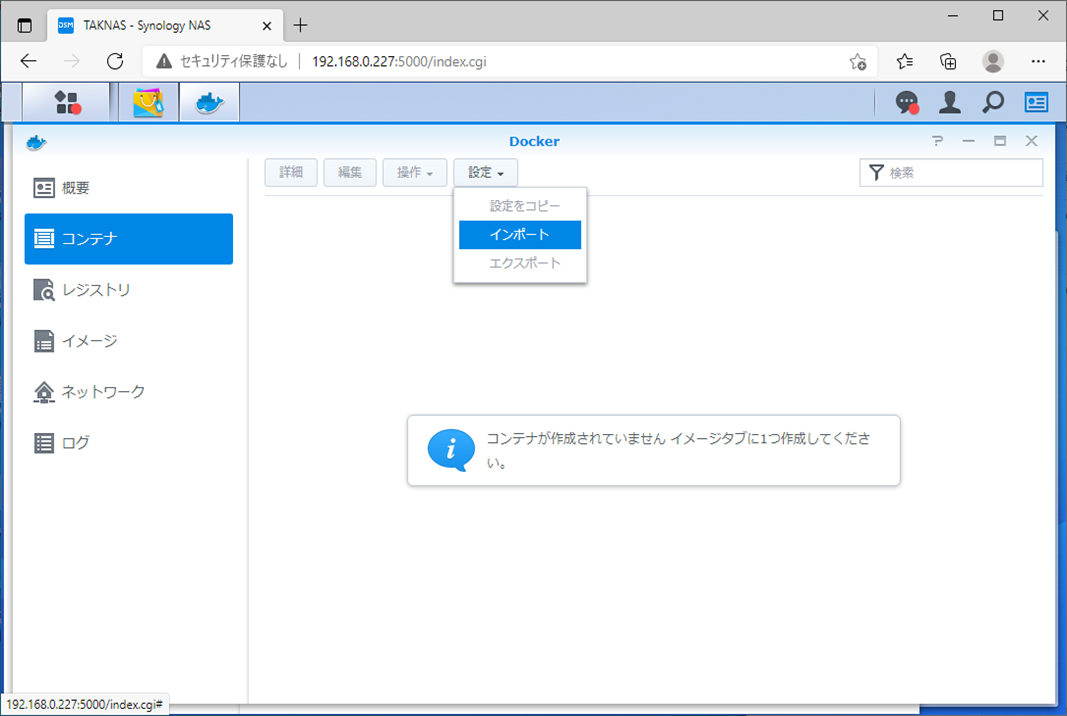 DSM
TAKNAS - Synology NAS
セキュリティ保護なし
192.168.0.227:5000/index.cgi
Docker
概要
コンテナ
レジストリ
イメージ
ネットワーク
ログ
詳細
編集
操作
設定
検索
設定をコピー
インポート
エクスポート
コンテナが作成されていません イメージタブに1つ作成してくださ
い。
192.168.0.227:5000/index.cgi#